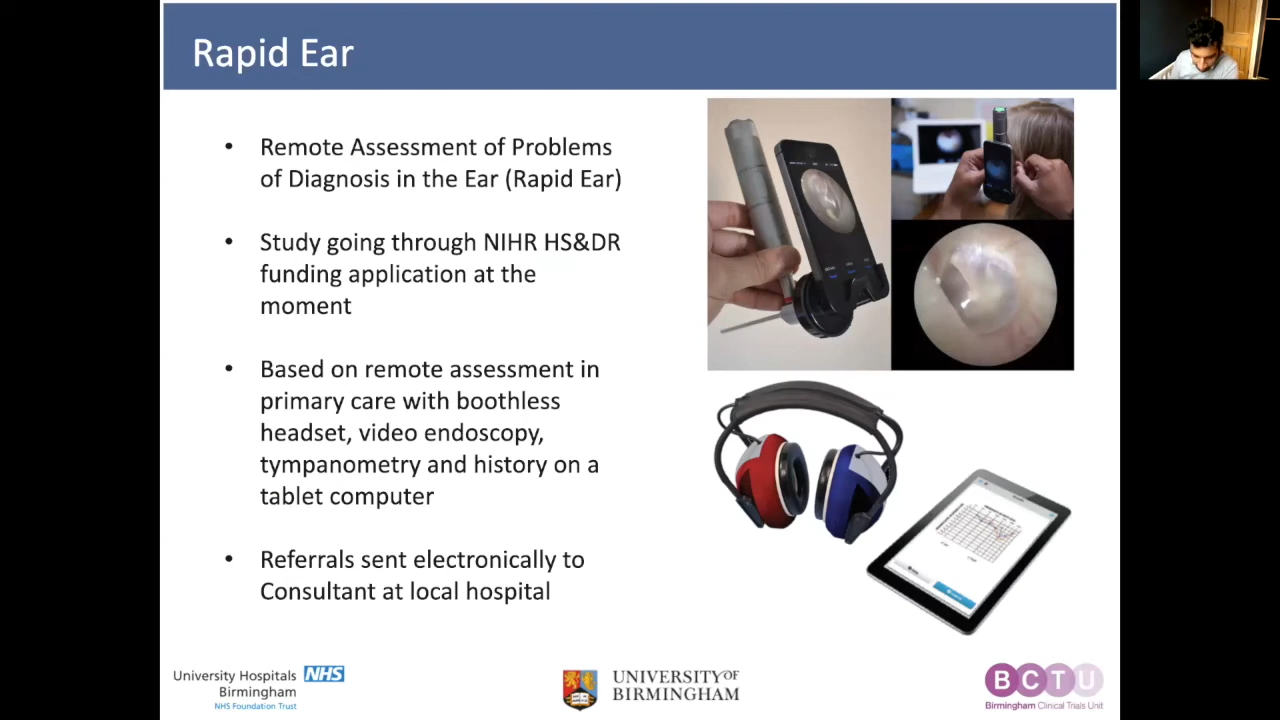 Rapid Ear
• Remote Assessment of Problems
of Diagnosis in the Ear (Rapid Ear)
• Study going through NIHR HS&DR
funding application at the
moment
• Based on remote assessment in
primary care with boothless
headset, video endoscopy,
tympanometry and history on a
tablet computer
• Referrals sent electronically to
Consultant at local hospital
University Hospitals NHS
Birmingham
NHS Foundation Trust
UNIVERSITY OF
BIRMINGHAM
BCTU
Birmingham Clinical Trials Unit